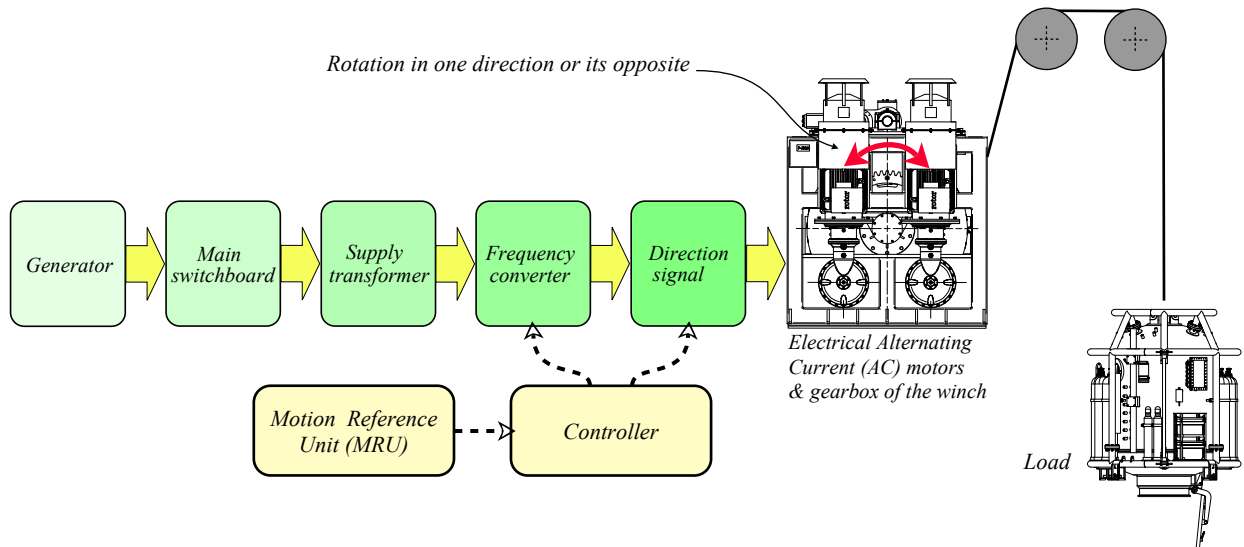 Rotation in one direction or its opposite
Generator
Main
switchboard
Supply
transformer
Frequency
converter
Direction
signal
Electrical Alternating
Current (AC) motors
& gearbox of the winch
Motion Reference
Unit (MRU)
Controller
Load